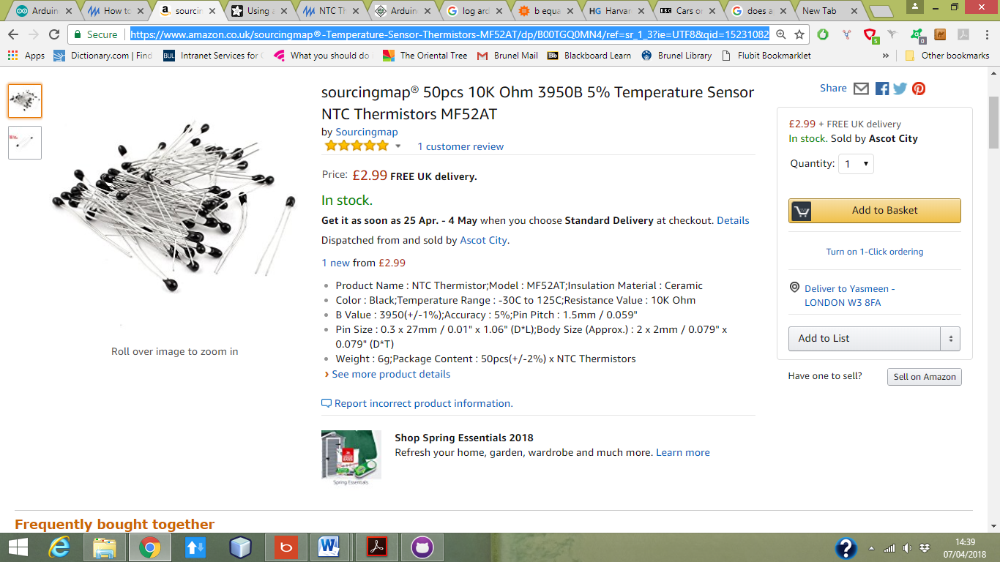 Arduin
How to
sourcin
Using a
NTC Th
Arduin
log ard
b equa
Harvar
Cars or
does a
New Tab
Secure
https://www.amazon.co.uk/sourcingmap®-Temperature-Sensor-Thermistors-MF52AT/dp/B00TGQ0MN4/ref=sr_1_3?ie=UTF8&qid=15231082
Apps
Dictionary.com | Find
BUL Intranet Services for
What you should do
The Oriental Tree
Brunel Mail
Bb Blackboard Learn
Brunel Library
Flubit Bookmarklet
»
Other bookmarks
sourcingmap® 50pcs 10K Ohm 3950B 5% Temperature Sensor
NTC Thermistors MF52AT
by Sourcingmap
1 customer review
Price: £2.99 FREE UK delivery.
In stock.
Get it as soon as 25 Apr. - 4 May when you choose Standard Delivery at checkout. Details
Dispatched from and sold by Ascot City.
1 new from £2.99
Product Name : NTC Thermistor;Model : MF52AT;Insulation Material : Ceramic
Color : Black;Temperature Range : -30C to 125C;Resistance Value : 10K Ohm
B Value : 3950(+/-1%);Accuracy : 5%;Pin Pitch : 1.5mm / 0.059"
Pin Size : 0.3 x 27mm / 0.01" x 1.06" (D*L);Body Size (Approx.) : 2 x 2mm / 0.079" x
0.079" (D*T)
Weight : 6g;Package Content : 50pcs(+/-2%) x NTC Thermistors
› See more product details
Report incorrect product information.
Roll over image to zoom in
Shop Spring Essentials 2018
Refresh your home, garden, wardrobe and much more. Learn more
Spring Essentials
Share
£2.99 + FREE UK delivery
In stock. Sold by Ascot City
Quantity: 1
Add to Basket
Turn on 1-Click ordering
Deliver to Yasmeen -
LONDON W3 8FA
Add to List
Have one to sell?
Sell on Amazon
Frequently bought together
14:39
07/04/2018